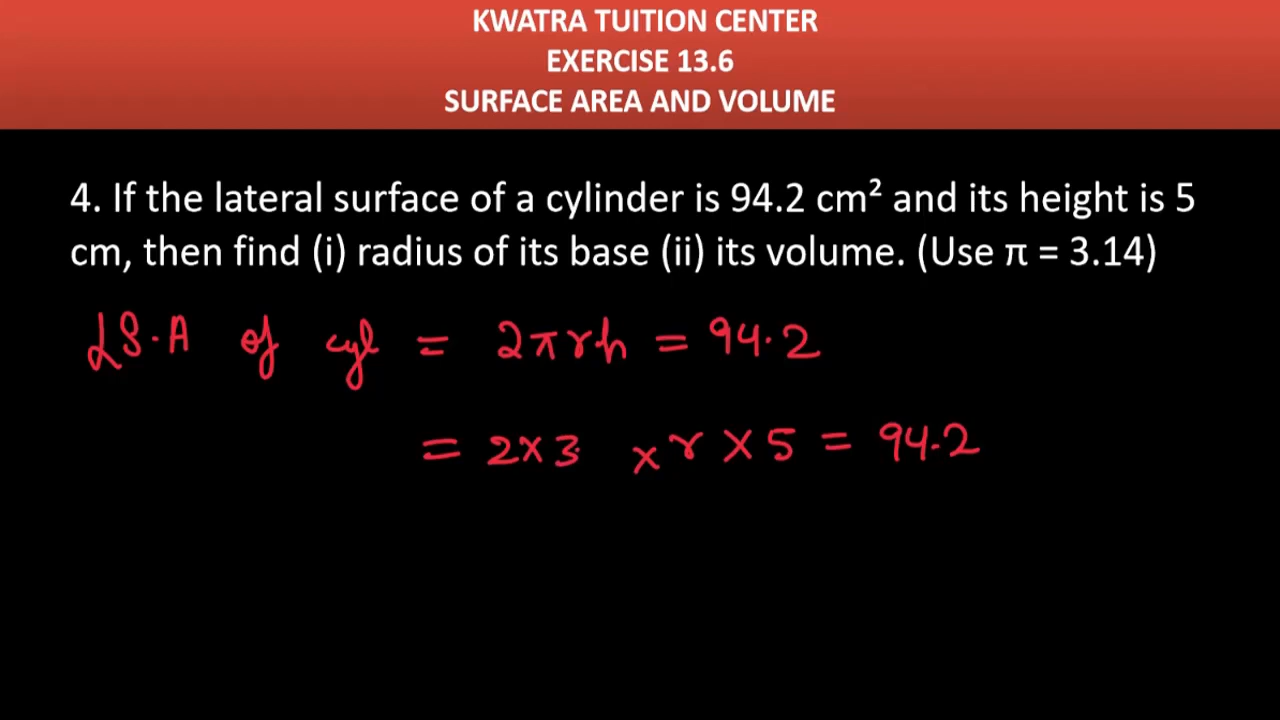 KWATRA TUITION CENTER
EXERCISE 13.6
SURFACE AREA AND VOLUME
4. If the lateral surface of a cylinder is 94.2 cm² and its height is 5
cm, then find (i) radius of its base (ii) its volume. (Use π = 3.14)
LS.A of cyl = 2πrh = 94.2
= 2×3. ×r×5 = 94.2